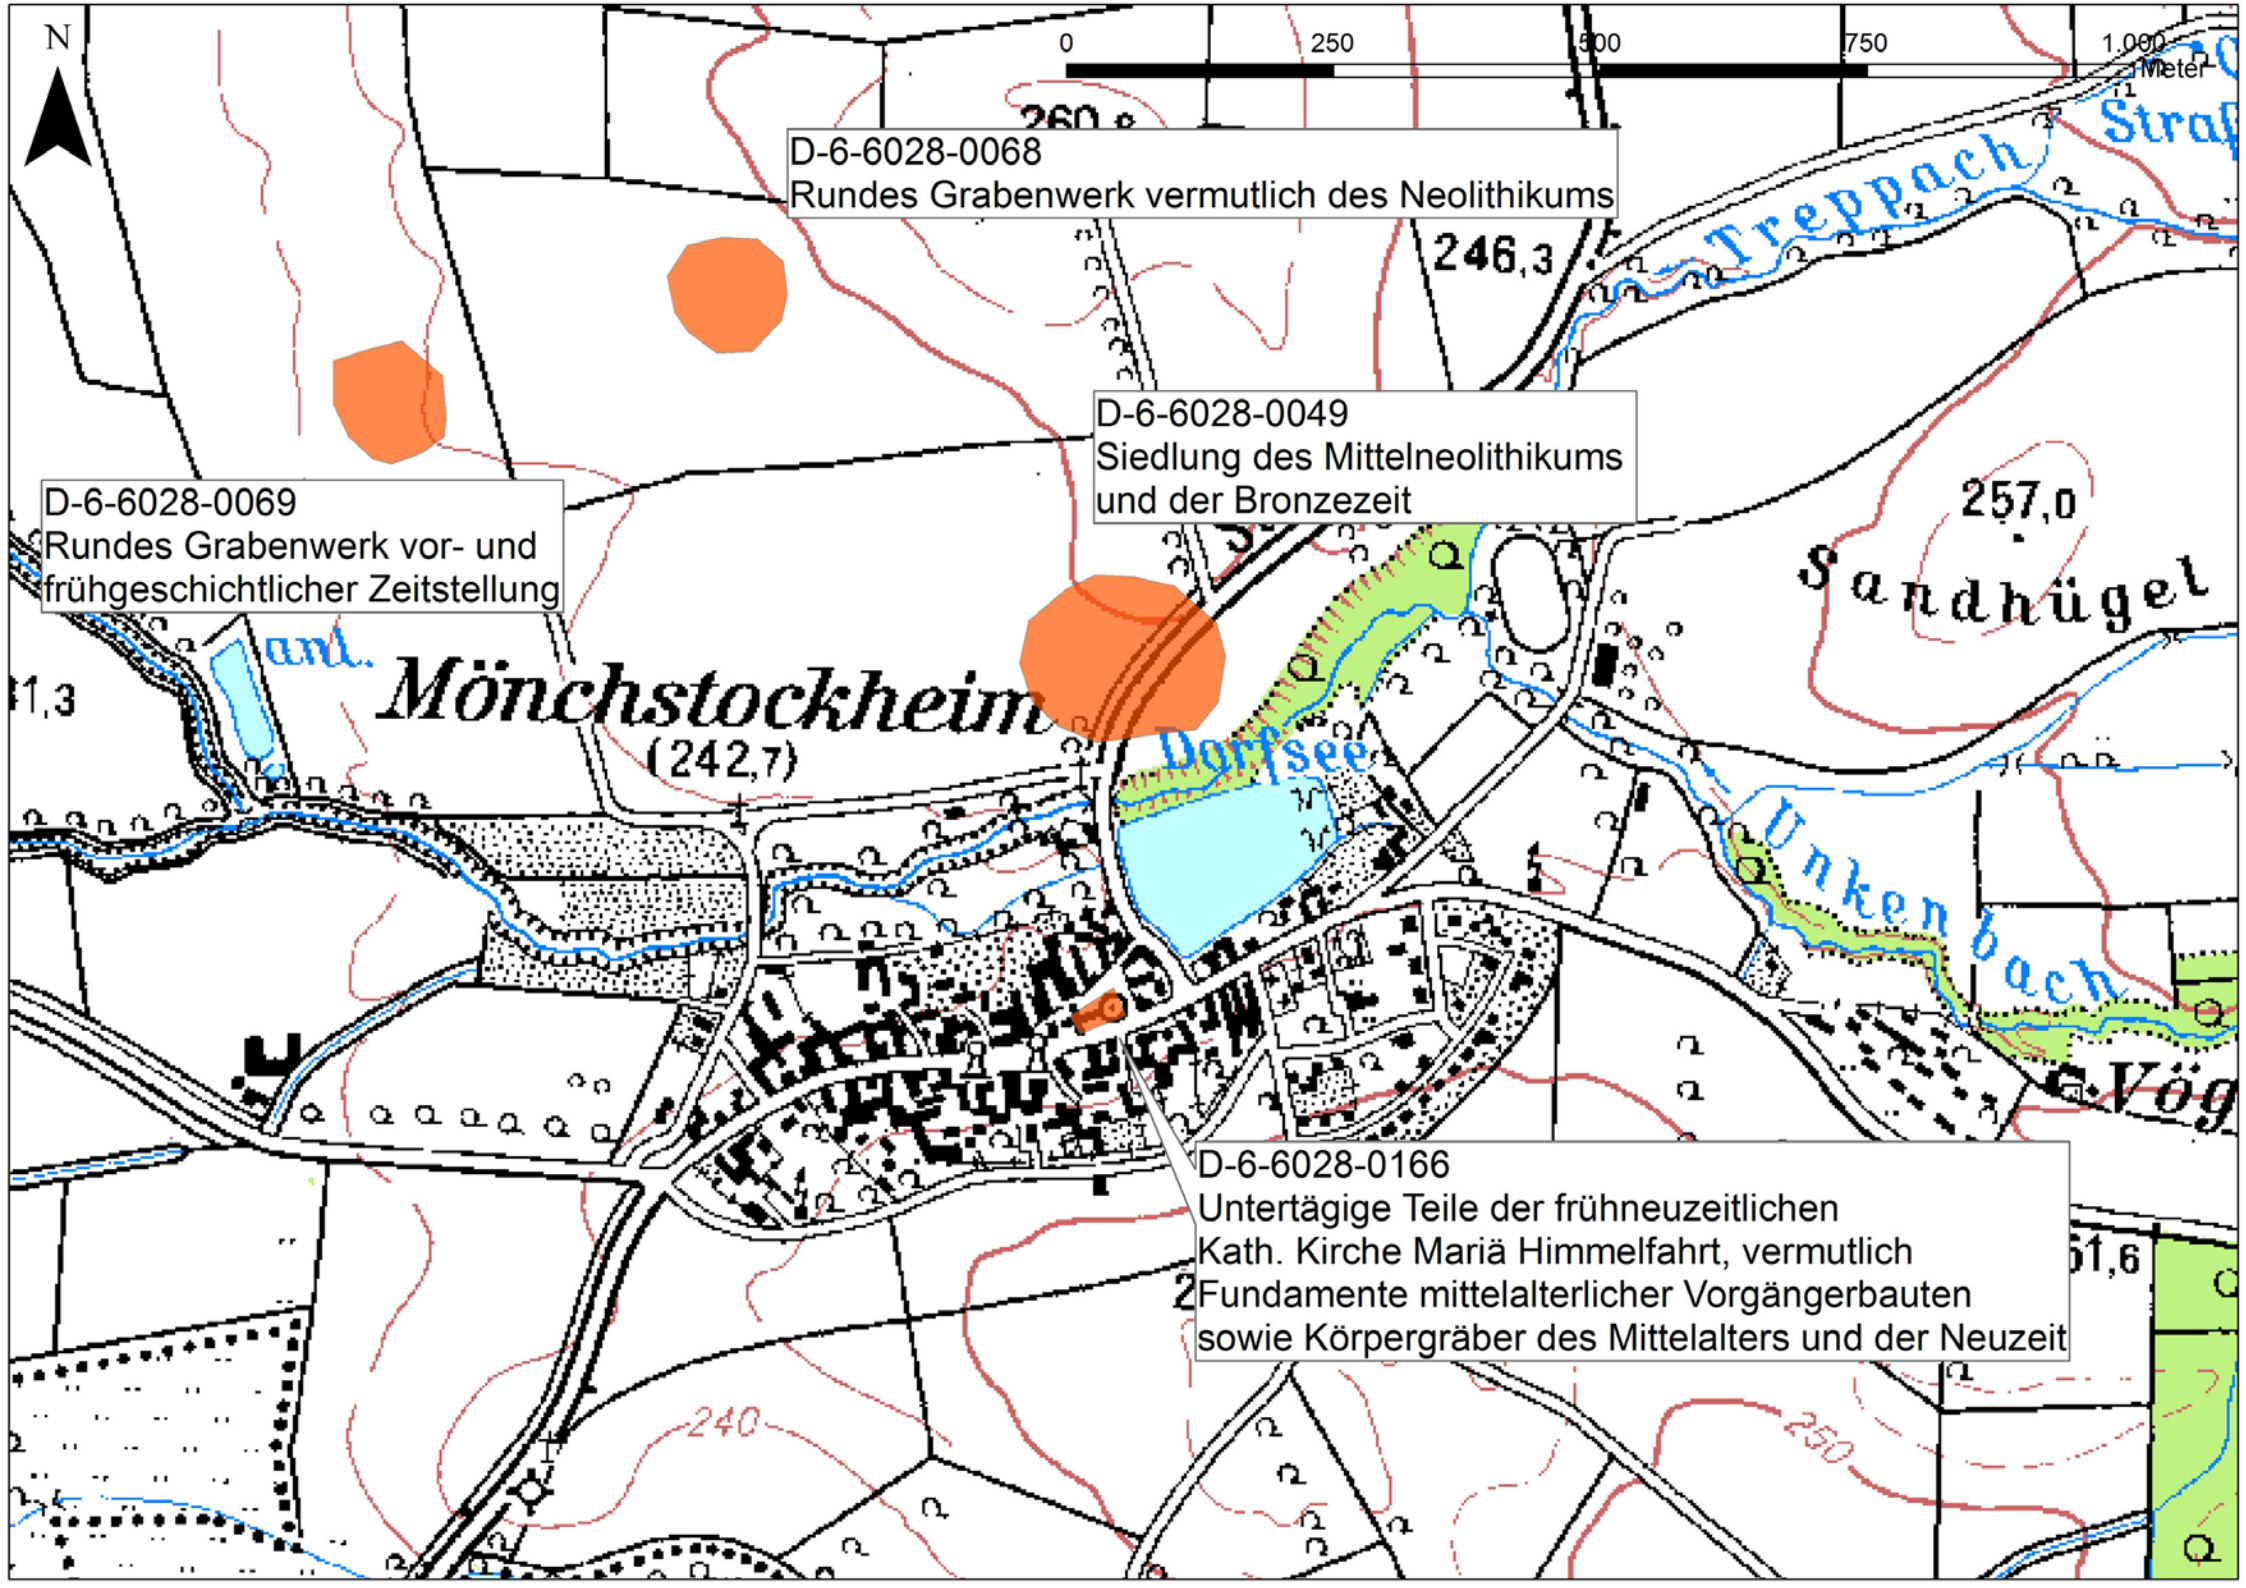 N
0 250 500 750 1.000
Meter
260,8
D-6-6028-0068
Rundes Grabenwerk vermutlich des Neolithikums
Treppach
246,3
D-6-6028-0049
Siedlung des Mittelneolithikums
und der Bronzezeit
257,0
Sandhügel
D-6-6028-0069
Rundes Grabenwerk vor- und
frühgeschichtlicher Zeitstellung
Mönchstockheim
(242,7)
Dorfsee
Unkenbach
D-6-6028-0166
Untertägige Teile der frühneuzeitlichen
Kath. Kirche Mariä Himmelfahrt, vermutlich
Fundamente mittelalterlicher Vorgängerbauten
sowie Körpergräber des Mittelalters und der Neuzeit
240
250